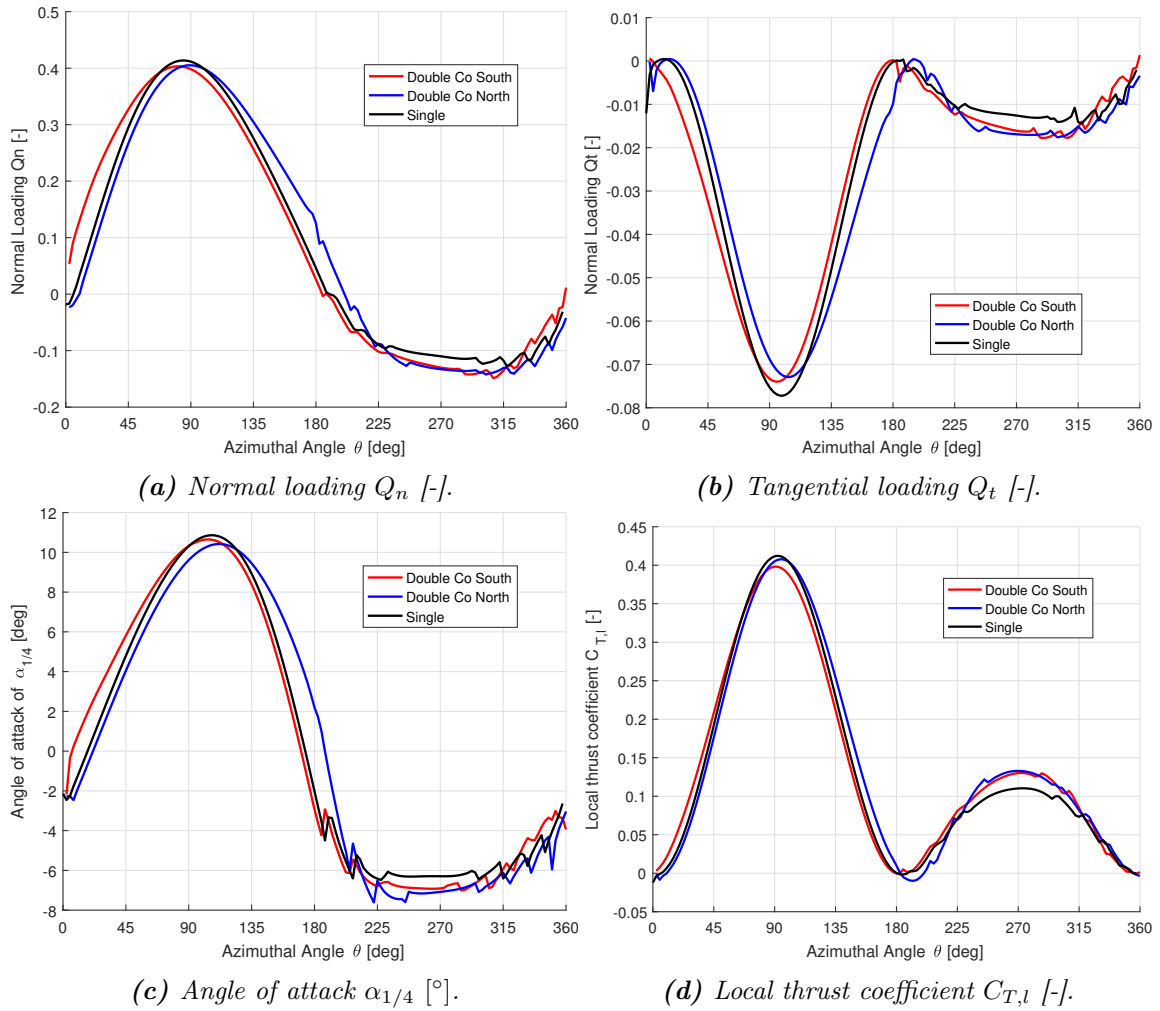 0.5
0.4
0.3
0.2
0.1
0
-0.1
-0.2
Normal Loading Qn [-]
Double Co South
Double Co North
Single
0 45 90 135 180 225 270 315 360
Azimuthal Angle θ [deg]
(a) Normal loading Qn [-].
0.01
0
-0.01
-0.02
-0.03
-0.04
-0.05
-0.06
-0.07
-0.08
Normal Loading Qt [-]
Double Co South
Double Co North
Single
0 45 90 135 180 225 270 315 360
Azimuthal Angle θ [deg]
(b) Tangential loading Qt [-].
12
10
8
6
4
2
0
-2
-4
-6
-8
Angle of attack of α1/4 [deg]
Double Co South
Double Co North
Single
0 45 90 135 180 225 270 315 360
Azimuthal Angle θ [deg]
(c) Angle of attack α1/4 [°].
0.45
0.4
0.35
0.3
0.25
0.2
0.15
0.1
0.05
0
-0.05
Local thrust coefficient C T,l [-]
Double Co South
Double Co North
Single
0 45 90 135 180 225 270 315 360
Azimuthal Angle θ [deg]
(d) Local thrust coefficient CT,l [-].